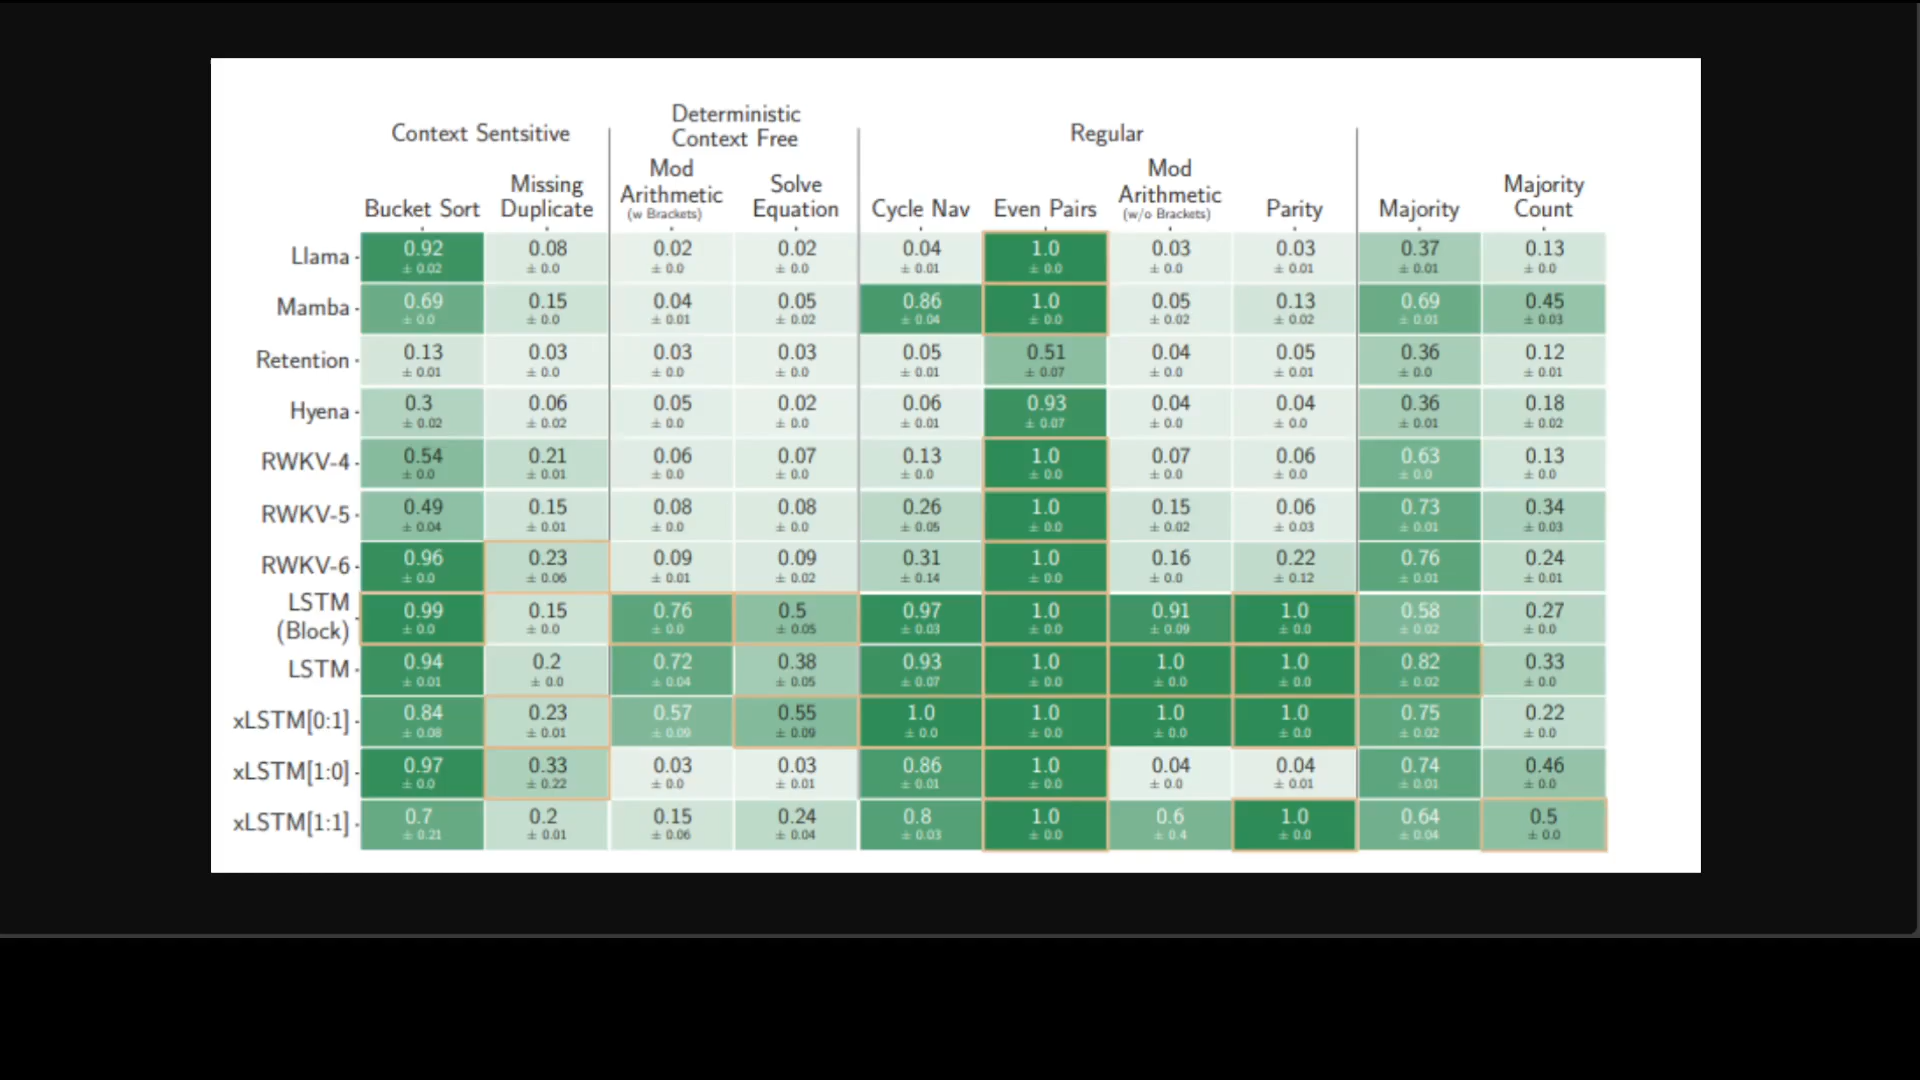 Context Sentsitive
Deterministic
Context Free
Regular
Bucket Sort
Missing
Duplicate
Mod
Arithmetic
(w Brackets)
Solve
Equation
Cycle Nav
Even Pairs
Mod
Arithmetic
(w/o Brackets)
Parity
Majority
Majority
Count
Llama 0.92 0.08 0.02 0.02 0.04 1.0 0.03 0.03 0.37 0.13
± 0.02 ± 0.0 ± 0.0 ± 0.0 ± 0.01 ± 0.0 ± 0.0 ± 0.01 ± 0.01 ± 0.0
Mamba 0.69 0.15 0.04 0.05 0.86 1.0 0.05 0.13 0.69 0.45
± 0.0 ± 0.0 ± 0.01 ± 0.02 ± 0.04 ± 0.0 ± 0.02 ± 0.02 ± 0.01 ± 0.03
Retention 0.13 0.03 0.03 0.03 0.05 0.51 0.04 0.05 0.36 0.12
± 0.01 ± 0.0 ± 0.0 ± 0.0 ± 0.01 ± 0.07 ± 0.0 ± 0.01 ± 0.0 ± 0.01
Hyena 0.3 0.06 0.05 0.02 0.06 0.93 0.04 0.04 0.36 0.18
± 0.02 ± 0.02 ± 0.0 ± 0.0 ± 0.01 ± 0.07 ± 0.0 ± 0.0 ± 0.01 ± 0.02
RWKV-4 0.54 0.21 0.06 0.07 0.13 1.0 0.07 0.06 0.63 0.13
± 0.0 ± 0.01 ± 0.0 ± 0.0 ± 0.0 ± 0.0 ± 0.0 ± 0.0 ± 0.0 ± 0.0
RWKV-5 0.49 0.15 0.08 0.08 0.26 1.0 0.15 0.06 0.73 0.34
± 0.04 ± 0.01 ± 0.0 ± 0.0 ± 0.05 ± 0.0 ± 0.02 ± 0.03 ± 0.01 ± 0.03
RWKV-6 0.96 0.23 0.09 0.09 0.31 1.0 0.16 0.22 0.76 0.24
± 0.0 ± 0.06 ± 0.01 ± 0.02 ± 0.14 ± 0.0 ± 0.0 ± 0.12 ± 0.01 ± 0.01
LSTM
(Block) 0.99 0.15 0.76 0.5 0.97 1.0 0.91 1.0 0.58 0.27
± 0.0 ± 0.0 ± 0.0 ± 0.05 ± 0.03 ± 0.0 ± 0.09 ± 0.0 ± 0.02 ± 0.0
LSTM 0.94 0.2 0.72 0.38 0.93 1.0 1.0 1.0 0.82 0.33
± 0.01 ± 0.0 ± 0.04 ± 0.05 ± 0.07 ± 0.0 ± 0.0 ± 0.0 ± 0.02 ± 0.0
xLSTM[0:1] 0.84 0.23 0.57 0.55 1.0 1.0 1.0 1.0 0.75 0.22
± 0.08 ± 0.01 ± 0.09 ± 0.09 ± 0.0 ± 0.0 ± 0.0 ± 0.0 ± 0.02 ± 0.0
xLSTM[1:0] 0.97 0.33 0.03 0.03 0.86 1.0 0.04 0.04 0.74 0.46
± 0.0 ± 0.22 ± 0.0 ± 0.01 ± 0.01 ± 0.0 ± 0.0 ± 0.01 ± 0.01 ± 0.0
xLSTM[1:1] 0.7 0.2 0.15 0.24 0.8 1.0 0.6 1.0 0.64 0.5
± 0.21 ± 0.01 ± 0.06 ± 0.04 ± 0.03 ± 0.0 ± 0.4 ± 0.0 ± 0.04 ± 0.0